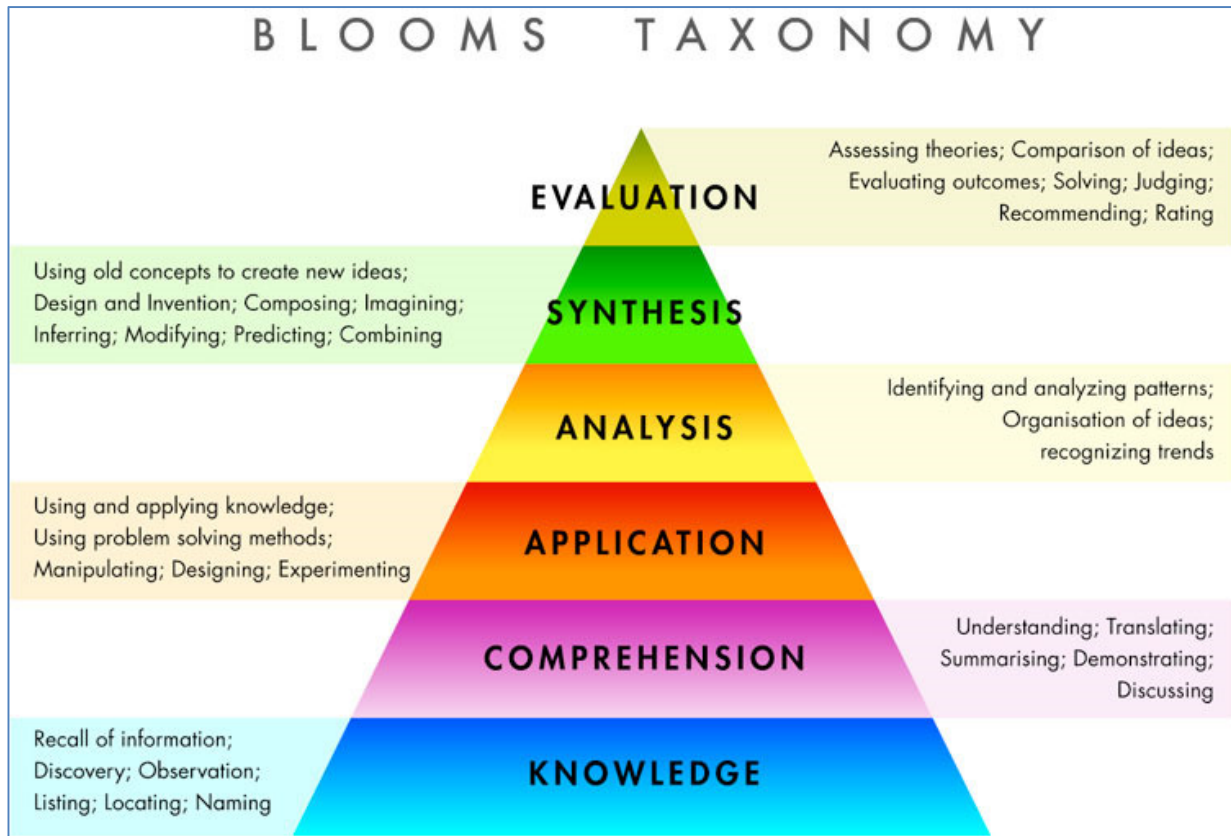 BLOOMS TAXONOMY
EVALUATION
Assessing theories; Comparison of ideas;
Evaluating outcomes; Solving; Judging;
Recommending; Rating
Using old concepts to create new ideas;
Design and Invention; Composing; Imagining;
Inferring; Modifying; Predicting; Combining
SYNTHESIS
ANALYSIS
Identifying and analyzing patterns;
Organisation of ideas;
recognizing trends
Using and applying knowledge;
Using problem solving methods;
Manipulating; Designing; Experimenting
APPLICATION
COMPREHENSION
Understanding; Translating;
Summarising; Demonstrating;
Discussing
Recall of information;
Discovery; Observation;
Listing; Locating; Naming
KNOWLEDGE